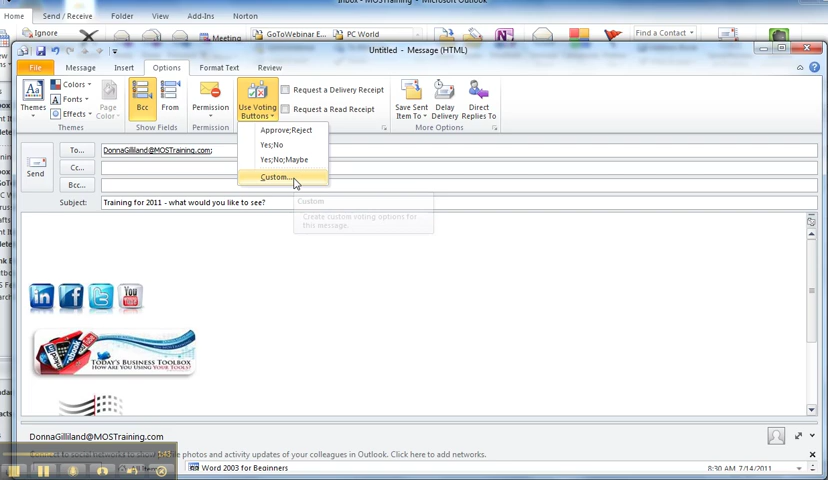 Inbox - MOSTraining - Microsoft Outlook
Home Send / Receive Folder View Add-Ins Norton
Ignore Meeting GoToWebinar E... PC World Find a Contact
Untitled - Message (HTML)
File Message Insert Options Format Text Review
Themes
Colors
Fonts
Effects
Page Color
Bcc
From
Permission
Use Voting Buttons
Request a Delivery Receipt
Request a Read Receipt
Save Sent Item To
Delay Delivery
Direct Replies To
Themes Show Fields More Options
Approve;Reject
Yes;No
Yes;No;Maybe
Custom...
Custom
Create custom voting options for
this message.
Send
To... DonnaGilliland@MOSTraining.com;
Cc...
Bcc...
Subject: Training for 2011 - what would you like to see?
in f t You Tube
TODAY'S BUSINESS TOOLBOX
HOW ARE YOU USING YOUR TOOLS?
DonnaGilliland@MOSTraining.com
photos and activity updates of your colleagues in Outlook. Click here to add networks.
1:43
Word 2003 for Beginners 8:30 AM 7/14/2011